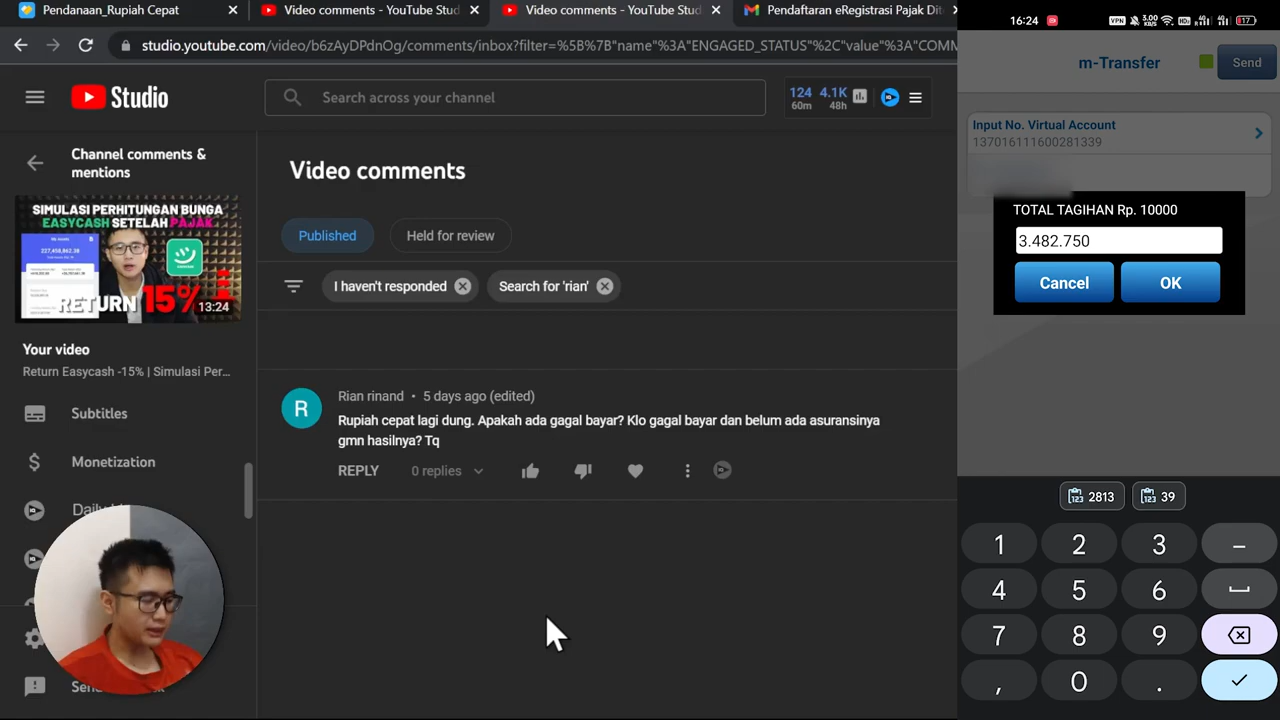 Pendanaan_Rupiah Cepat
Video comments - YouTube Stud
Video comments - YouTube Stud
Pendaftaran eRegistrasi Pajak Dit
studio.youtube.com/video/b6zAyDPdnOg/comments/inbox?filter=%5B%7B"name"%3A"ENGAGED_STATUS"%2C"value"%3A"COMM
Studio
Search across your channel
124 4.1K
60m 48h
Channel comments &
mentions
SIMULASI PERHITUNGAN BUNGA
EASYCASH SETELAH PAJAK
RETURN 15%
13:24
Your video
Return Easycash -15% | Simulasi Per...
Subtitles
Monetization
Video comments
Published
Held for review
I haven't responded
Search for 'rian'
R
Rian rinand • 5 days ago (edited)
Rupiah cepat lagi dung. Apakah ada gagal bayar? Klo gagal bayar dan belum ada asuransinya
gmn hasilnya? Tq
REPLY
0 replies
16:24
VPN
3.00
KB/S
17
m-Transfer
Send
Input No. Virtual Account
137016111600281339
TOTAL TAGIHAN Rp. 10000
3.482.750
Cancel
OK
2813
39
1 2 3 –
4 5 6
7 8 9
, 0 .